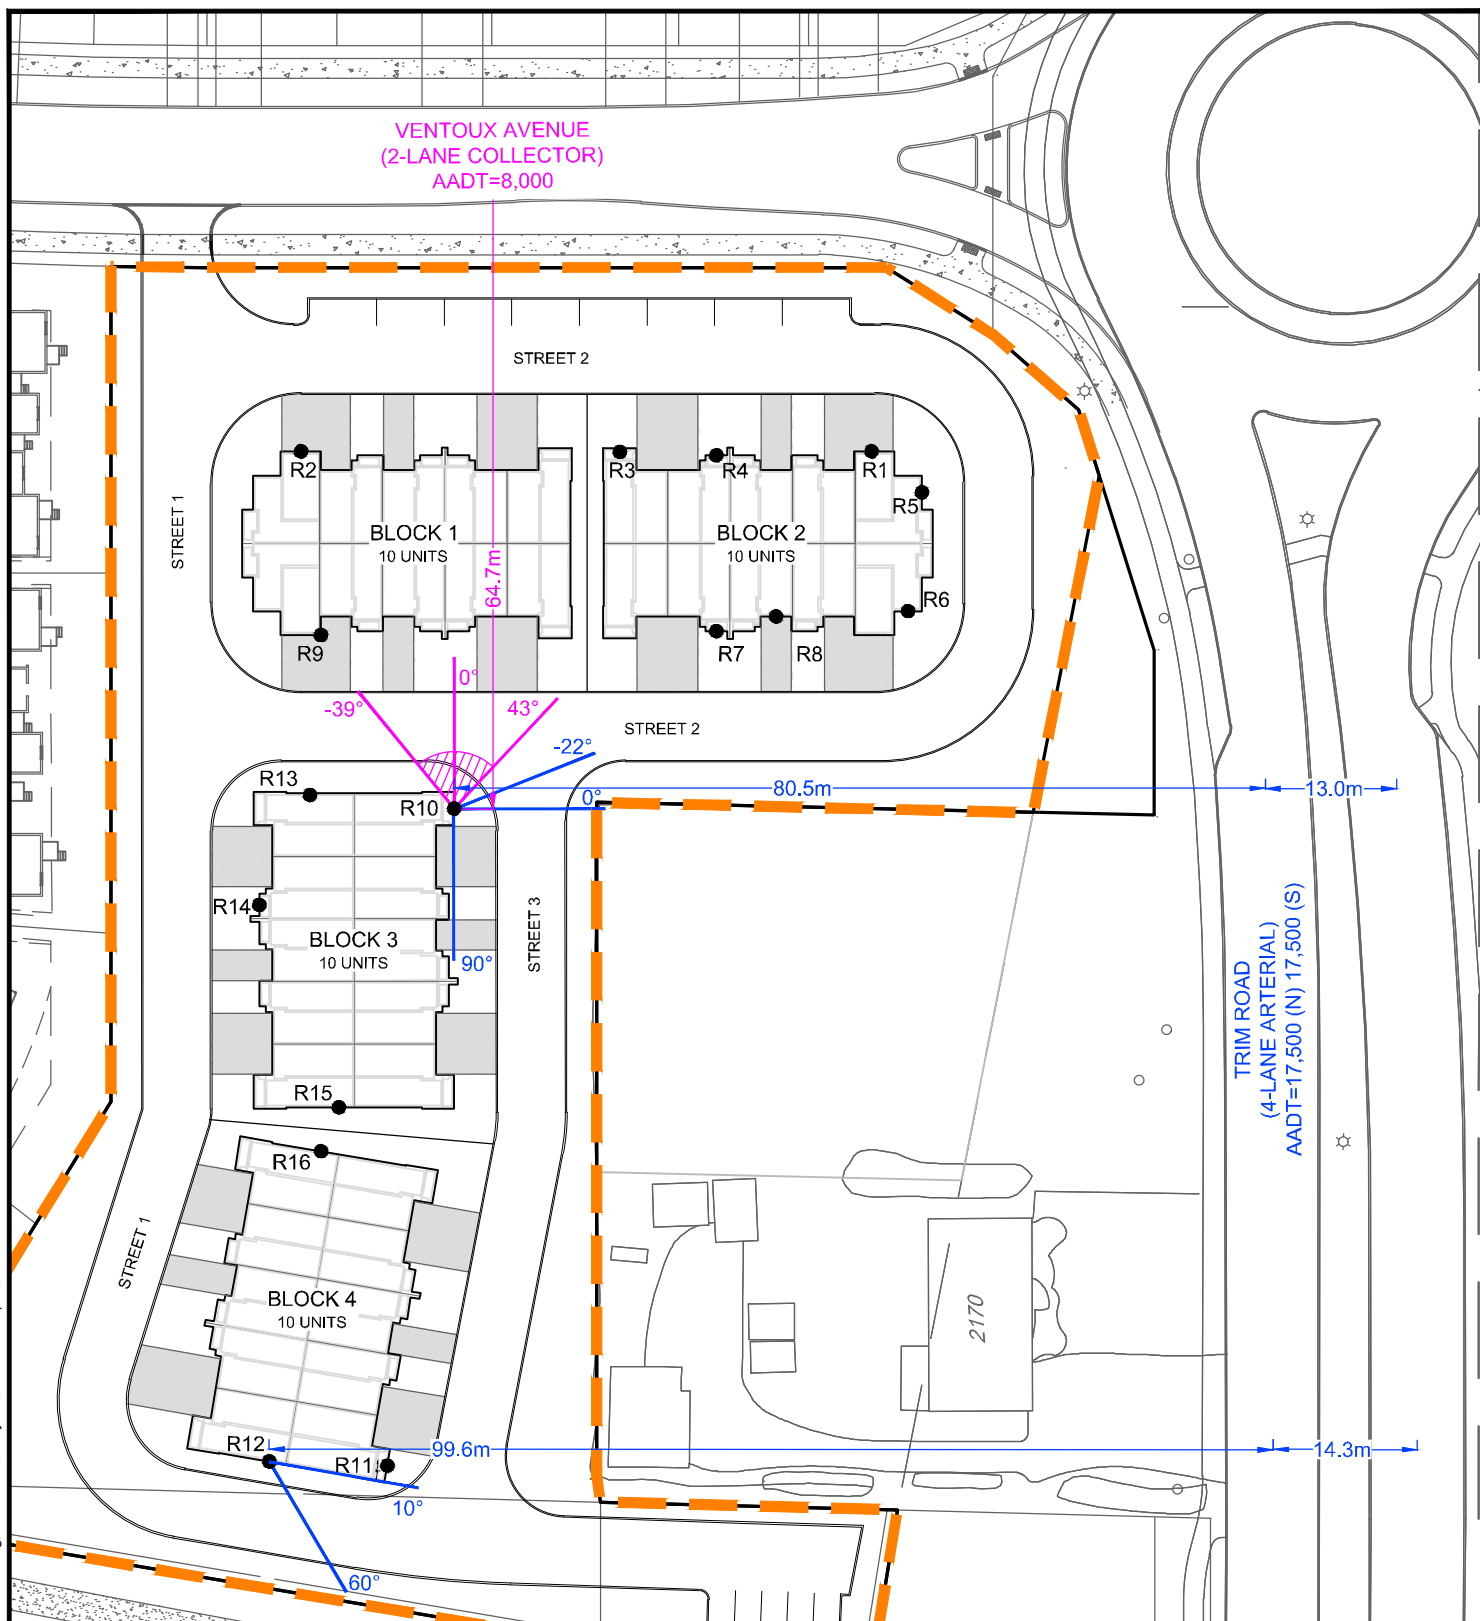 VENTOUX AVENUE
(2-LANE COLLECTOR)
AADT=8,000
STREET 2
R2
R3
R4
R1
R5
STREET 1
BLOCK 1
10 UNITS
BLOCK 2
10 UNITS
64.7m
R6
R9
R7
R8
0°
-39°
43°
STREET 2
-22°
R13
R10
0°
80.5m
13.0m
R14
BLOCK 3
10 UNITS
STREET 3
90°
TRIM ROAD
(4-LANE ARTERIAL)
AADT=17,500 (N) 17,500 (S)
R15
R16
STREET 1
BLOCK 4
10 UNITS
2170
R12
99.6m
14.3m
R11
10°
60°